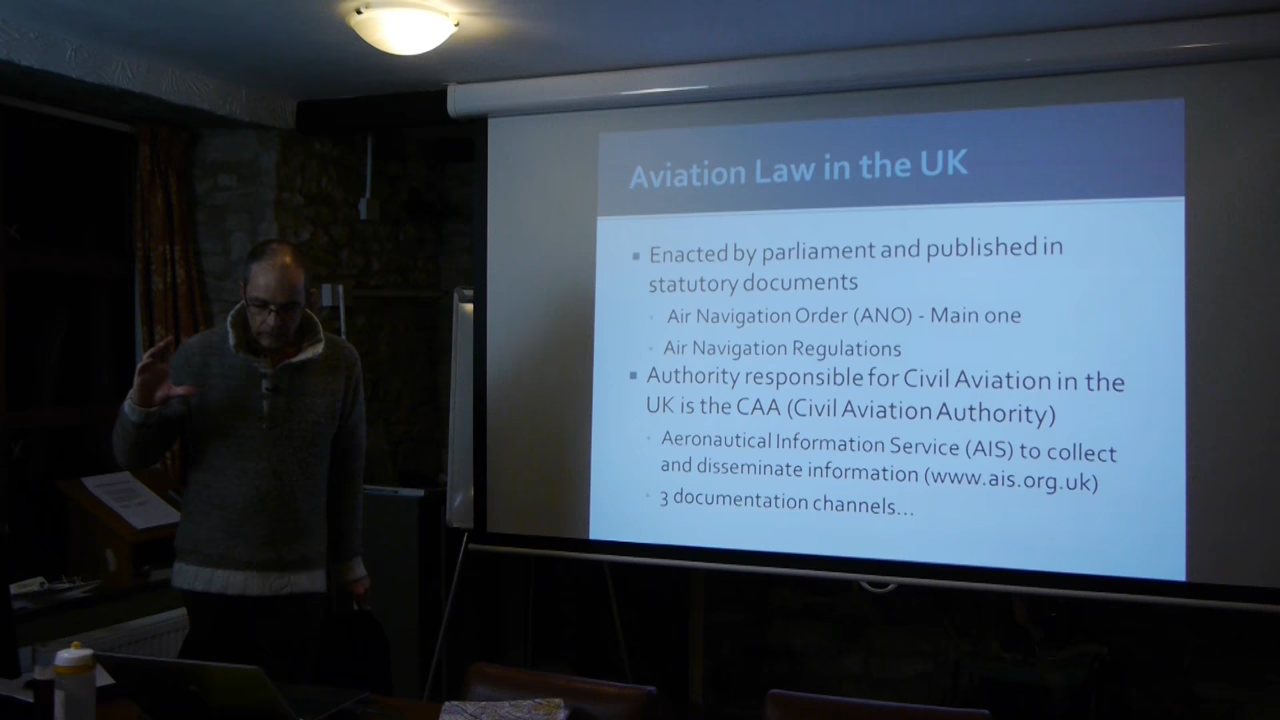 Aviation Law in the UK
▪ Enacted by parliament and published in
statutory documents
• Air Navigation Order (ANO) - Main one
• Air Navigation Regulations
▪ Authority responsible for Civil Aviation in the
UK is the CAA (Civil Aviation Authority)
• Aeronautical Information Service (AIS) to collect
and disseminate information (www.ais.org.uk)
• 3 documentation channels...